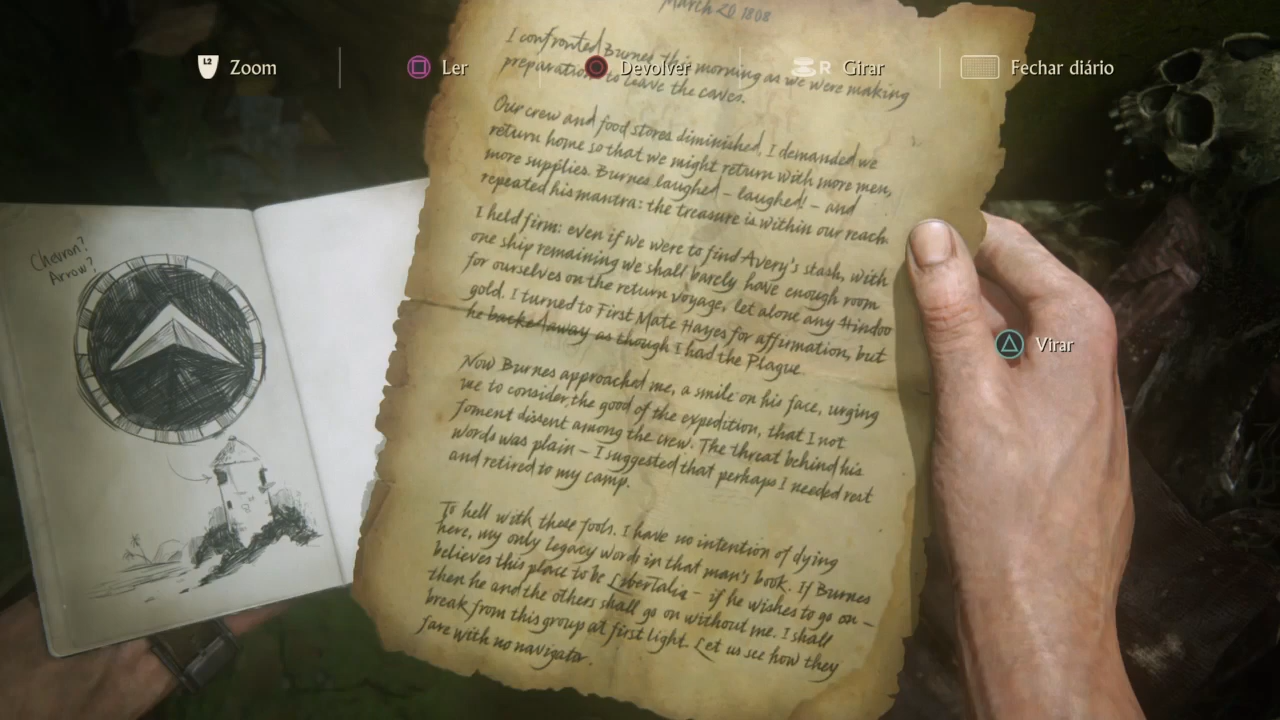 L2 Zoom
Ler
Devolver
R Girar
Fechar diário
March 20 1808
I confronted Burnes this morning as we were making
preparations to leave the caves.
Our crew and food stores diminished, I demanded we
return home so that we might return with more men,
more supplies. Burnes laughed – laughed! – and
repeated his mantra: the treasure is within our reach.
I held firm: even if we were to find Avery's stash, with
one ship remaining we shall barely have enough room
for ourselves on the return voyage, let alone any Hindoo
gold. I turned to First Mate Hayes for affirmation, but
he backed away as though I had the Plague.
Now Burnes approached me, a smile on his face, urging
me to consider the good of the expedition, that I not
foment dissent among the crew. The threat behind his
words was plain – I suggested that perhaps I needed rest
and retired to my camp.
To hell with these fools. I have no intention of dying
here, my only legacy words in that man's book. If Burnes
believes this place to be Libertalia – if he wishes to go on –
then he and the others shall go on without me. I shall
break from this group at first light. Let us see how they
fare with no navigator.
Chevron?
Arrow?
Virar